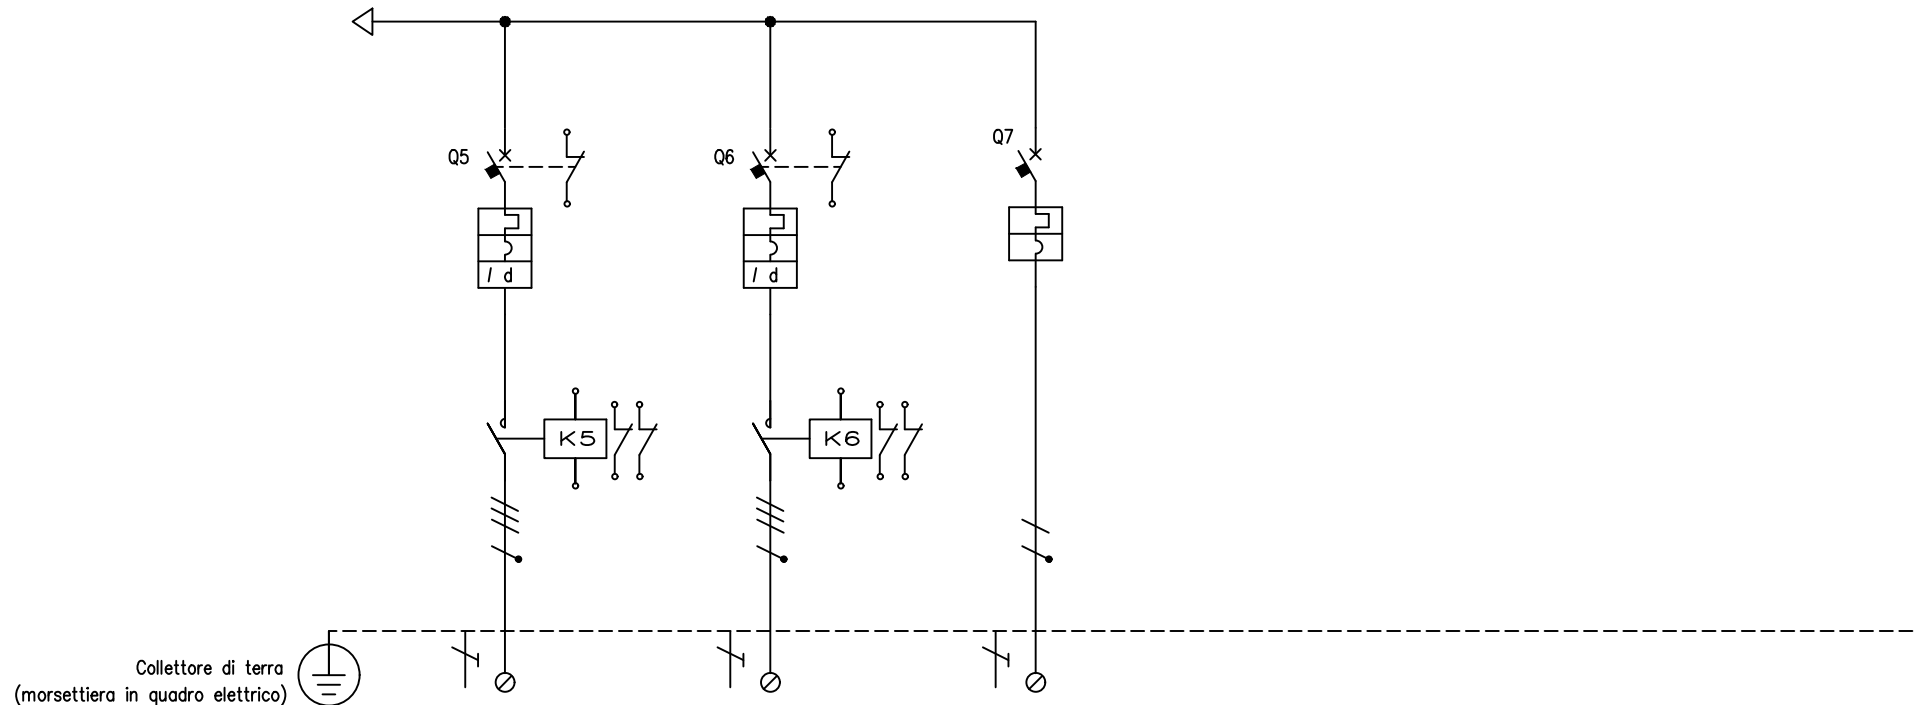 Q5
Q6
Q7
I d
I d
K5
K6
Collettore di terra
(morsettiera in quadro elettrico)